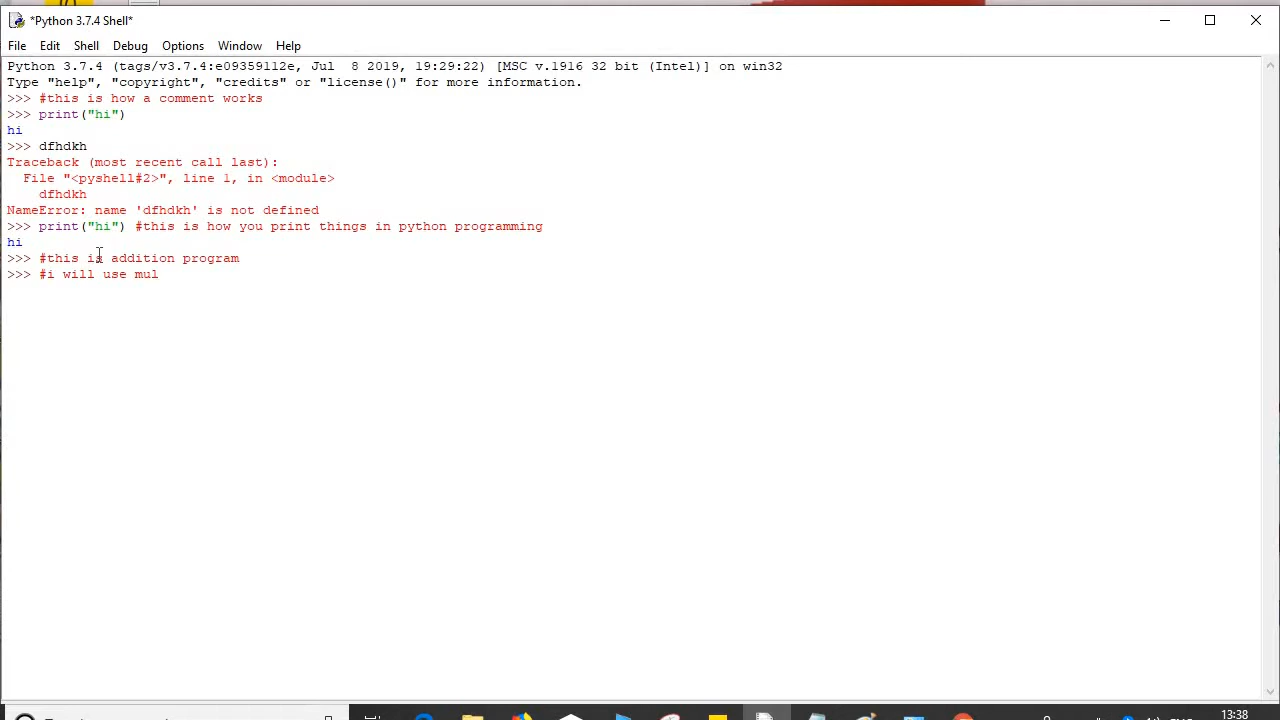 *Python 3.7.4 Shell*
File Edit Shell Debug Options Window Help
Python 3.7.4 (tags/v3.7.4:e09359112e, Jul  8 2019, 19:29:22) [MSC v.1916 32 bit (Intel)] on win32
Type "help", "copyright", "credits" or "license()" for more information.
>>> #this is how a comment works
>>> print("hi")
hi
>>> dfhdkh
Traceback (most recent call last):
  File "<pyshell#2>", line 1, in <module>
    dfhdkh
NameError: name 'dfhdkh' is not defined
>>> print("hi") #this is how you print things in python programming
hi
>>> #this is addition program
>>> #i will use mul
13:38